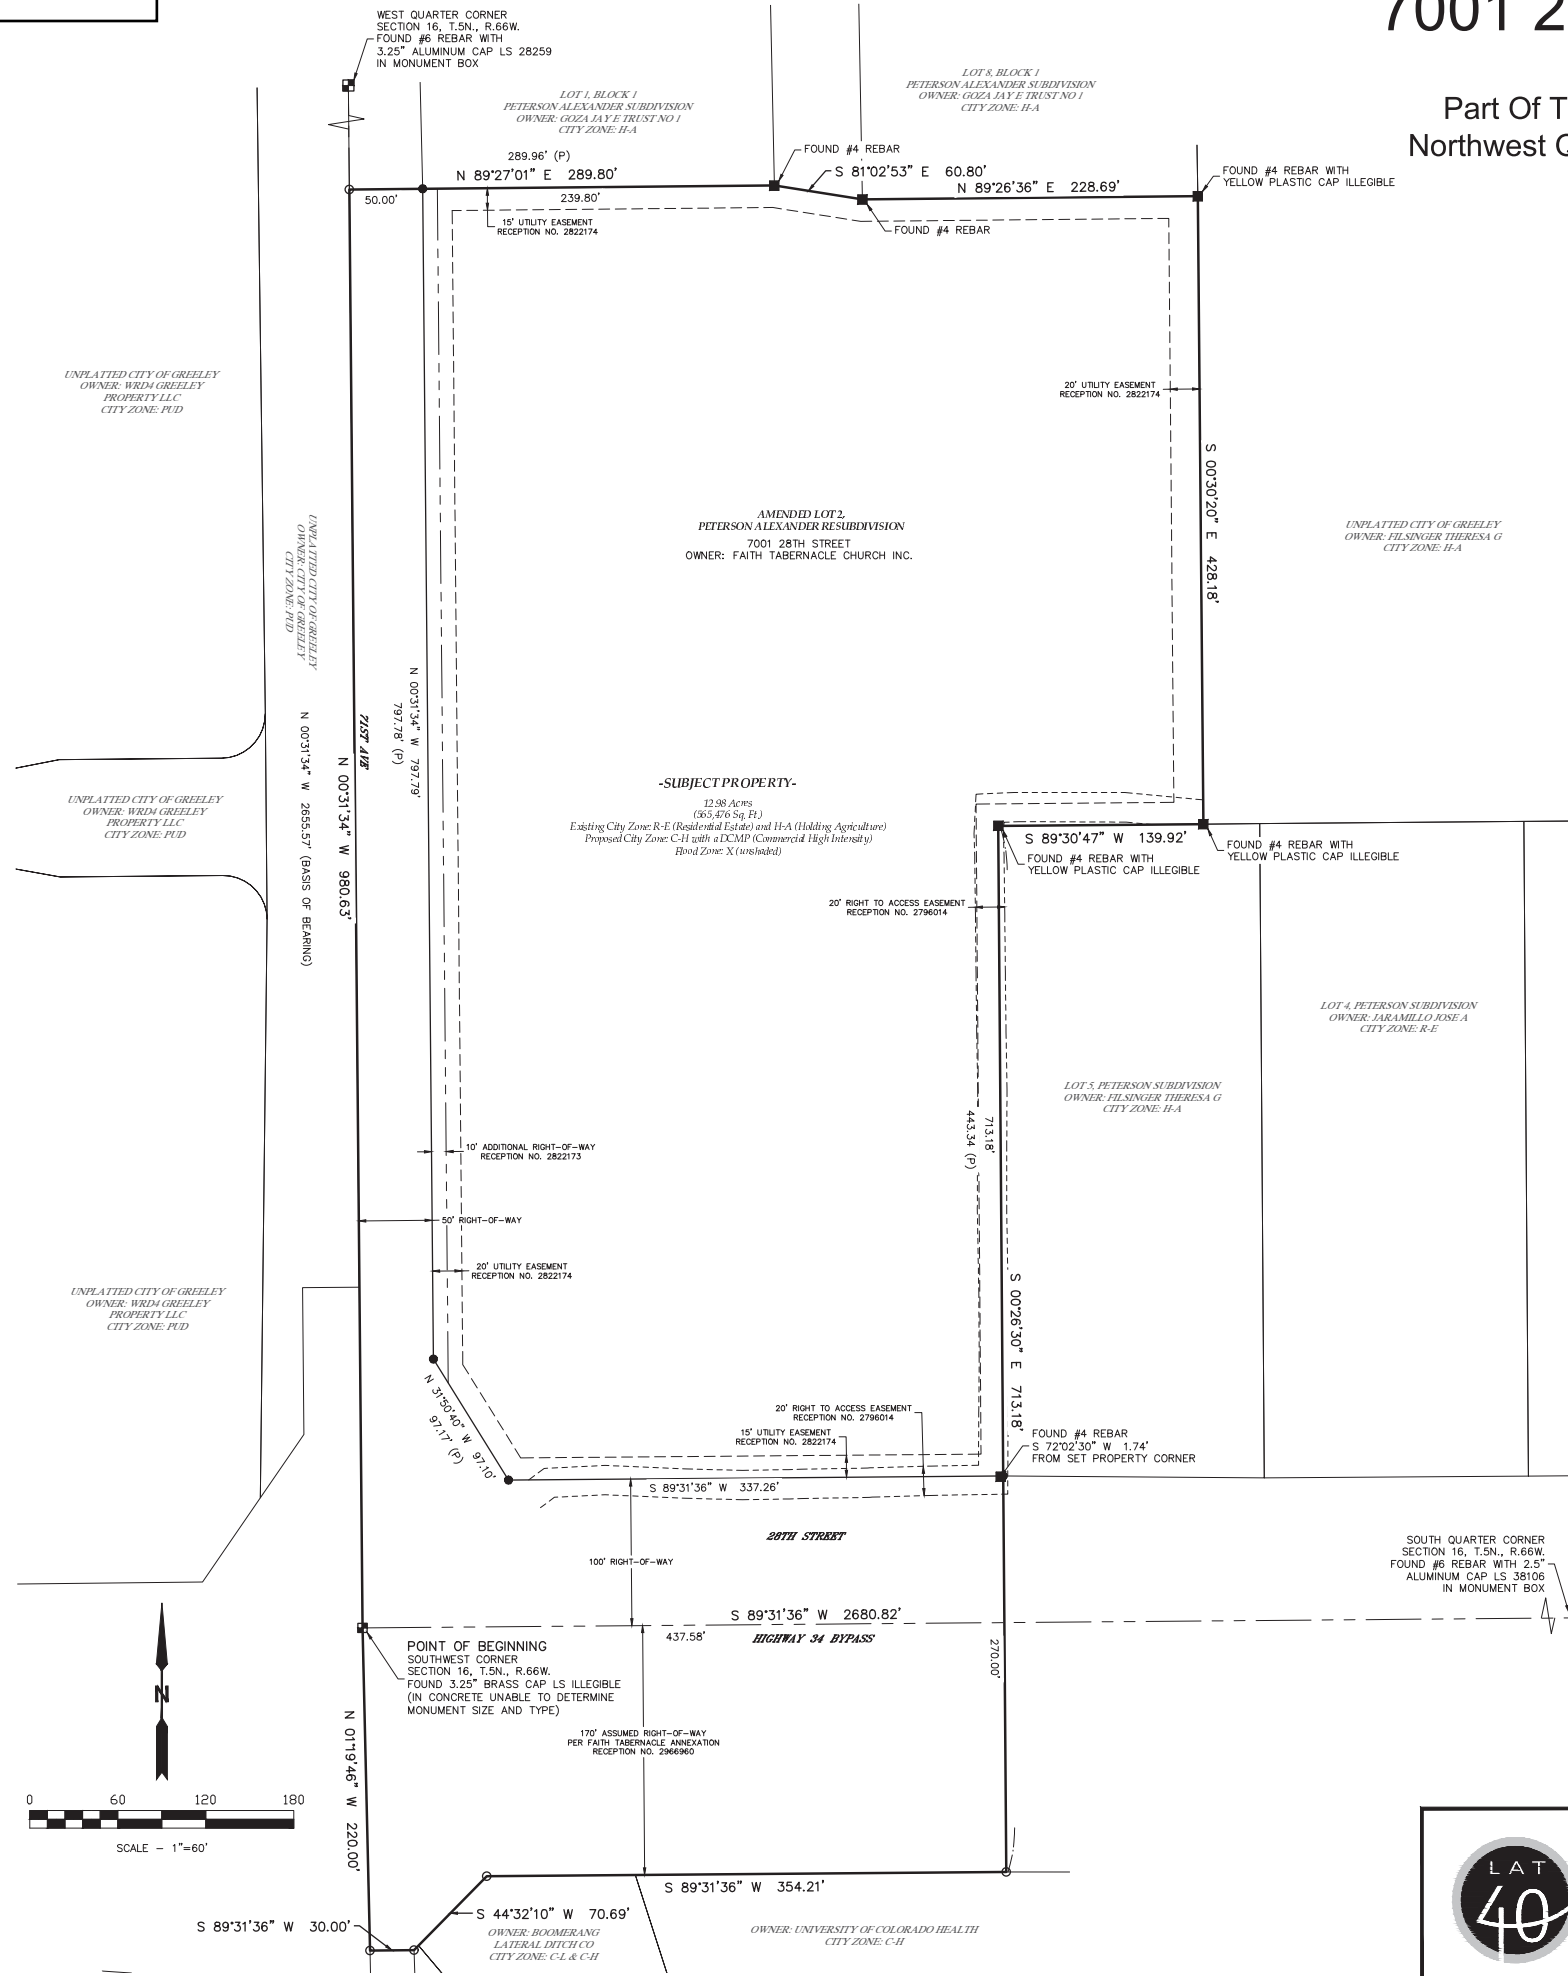 7001 2
Part Of T
Northwest Q
WEST QUARTER CORNER
SECTION 16, T.5N., R.66W.
FOUND #6 REBAR WITH
3.25" ALUMINUM CAP LS 28259
IN MONUMENT BOX
LOT 1, BLOCK 1
PETERSON ALEXANDER SUBDIVISION
OWNER: GOZA JAY E TRUST NO 1
CITY ZONE: H-A
LOT 8, BLOCK 1
PETERSON ALEXANDER SUBDIVISION
OWNER: GOZA JAY E TRUST NO 1
CITY ZONE: H-A
289.96' (P)
N 89°27'01" E 289.80'
FOUND #4 REBAR
S 81°02'53" E 60.80'
N 89°26'36" E 228.69'
FOUND #4 REBAR WITH
YELLOW PLASTIC CAP ILLEGIBLE
50.00'
239.80'
15' UTILITY EASEMENT
RECEPTION NO. 2822174
FOUND #4 REBAR
UNPLATTED CITY OF GREELEY
OWNER: WRD4 GREELEY
PROPERTY LLC
CITY ZONE: PUD
20' UTILITY EASEMENT
RECEPTION NO. 2822174
S 00°30'20" E 428.18'
AMENDED LOT 2,
PETERSON ALEXANDER RESUBDIVISION
7001 28TH STREET
OWNER: FAITH TABERNACLE CHURCH INC.
UNPLATTED CITY OF GREELEY
OWNER: FILSINGER THERESA G
CITY ZONE: H-A
UNPLATTED CITY OF GREELEY
OWNER: CITY OF GREELEY
CITY ZONE: PUD
N 00°31'34" W 2655.57' (BASIS OF BEARING)
N 00°31'34" W 980.63'
71ST AVE
N 00°31'34" W 797.79'
797.78' (P)
-SUBJECT PROPERTY-
12.98 Acres
(565,476 Sq. Ft.)
Existing City Zone: R-E (Residential Estate) and H-A (Holding Agriculture)
Proposed City Zone: C-H with a DCMP (Commercial High Intensity)
Flood Zone: X (unshaded)
UNPLATTED CITY OF GREELEY
OWNER: WRD4 GREELEY
PROPERTY LLC
CITY ZONE: PUD
S 89°30'47" W 139.92'
FOUND #4 REBAR WITH
YELLOW PLASTIC CAP ILLEGIBLE
FOUND #4 REBAR WITH
YELLOW PLASTIC CAP ILLEGIBLE
20' RIGHT TO ACCESS EASEMENT
RECEPTION NO. 2796014
LOT 4, PETERSON SUBDIVISION
OWNER: JARAMILLO JOSE A
CITY ZONE: R-E
LOT 5, PETERSON SUBDIVISION
OWNER: FILSINGER THERESA G
CITY ZONE: H-A
713.18'
443.34 (P)
10' ADDITIONAL RIGHT-OF-WAY
RECEPTION NO. 2822173
50' RIGHT-OF-WAY
20' UTILITY EASEMENT
RECEPTION NO. 2822174
UNPLATTED CITY OF GREELEY
OWNER: WRD4 GREELEY
PROPERTY LLC
CITY ZONE: PUD
S 00°26'30" E 713.18'
N 31°50'40" W 97.10'
97.17' (P)
20' RIGHT TO ACCESS EASEMENT
RECEPTION NO. 2796014
15' UTILITY EASEMENT
RECEPTION NO. 2822174
FOUND #4 REBAR
S 72°02'30" W 1.74'
FROM SET PROPERTY CORNER
S 89°31'36" W 337.26'
28TH STREET
100' RIGHT-OF-WAY
SOUTH QUARTER CORNER
SECTION 16, T.5N., R.66W.
FOUND #6 REBAR WITH 2.5"
ALUMINUM CAP LS 38106
IN MONUMENT BOX
S 89°31'36" W 2680.82'
437.58'
HIGHWAY 34 BYPASS
270.00'
POINT OF BEGINNING
SOUTHWEST CORNER
SECTION 16, T.5N., R.66W.
FOUND 3.25" BRASS CAP LS ILLEGIBLE
(IN CONCRETE UNABLE TO DETERMINE
MONUMENT SIZE AND TYPE)
N
N 01°19'46" W 220.00'
170' ASSUMED RIGHT-OF-WAY
PER FAITH TABERNACLE ANNEXATION
RECEPTION NO. 2966960
0 60 120 180
SCALE - 1"=60'
S 89°31'36" W 354.21'
S 44°32'10" W 70.69'
S 89°31'36" W 30.00'
OWNER: BOOMERANG
LATERAL DITCH CO
CITY ZONE: C-L & C-H
OWNER: UNIVERSITY OF COLORADO HEALTH
CITY ZONE: C-H
LAT
40